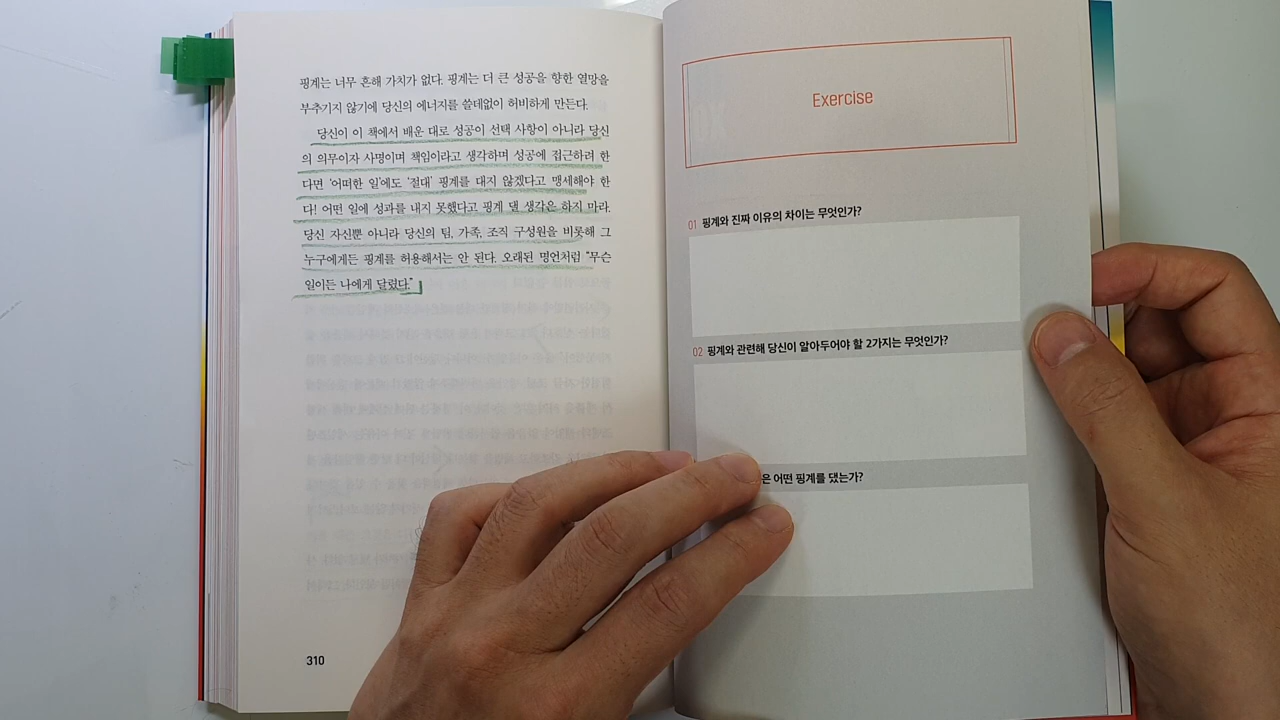 핑계는 너무 흔해 가치가 없다. 핑계는 더 큰 성공을 향한 열망을
부추기지 않기에 당신의 에너지를 쓸데없이 허비하게 만든다.
당신이 이 책에서 배운 대로 성공이 선택 사항이 아니라 당신
의 의무이자 사명이며 책임이라고 생각하며 성공에 접근하려 한
다면 '어떠한 일'에도 '절대' 핑계를 대지 않겠다고 맹세해야 한
다! 어떤 일에 성과를 내지 못했다고 핑계 댈 생각은 하지 마라.
당신 자신뿐 아니라 당신의 팀, 가족, 조직 구성원을 비롯해 그
누구에게든 핑계를 허용해서는 안 된다. 오래된 명언처럼 "무슨
일이든 나에게 달렸다."
310
Exercise
01 핑계와 진짜 이유의 차이는 무엇인가?
02 핑계와 관련해 당신이 알아두어야 할 2가지는 무엇인가?
은 어떤 핑계를 댔는가?